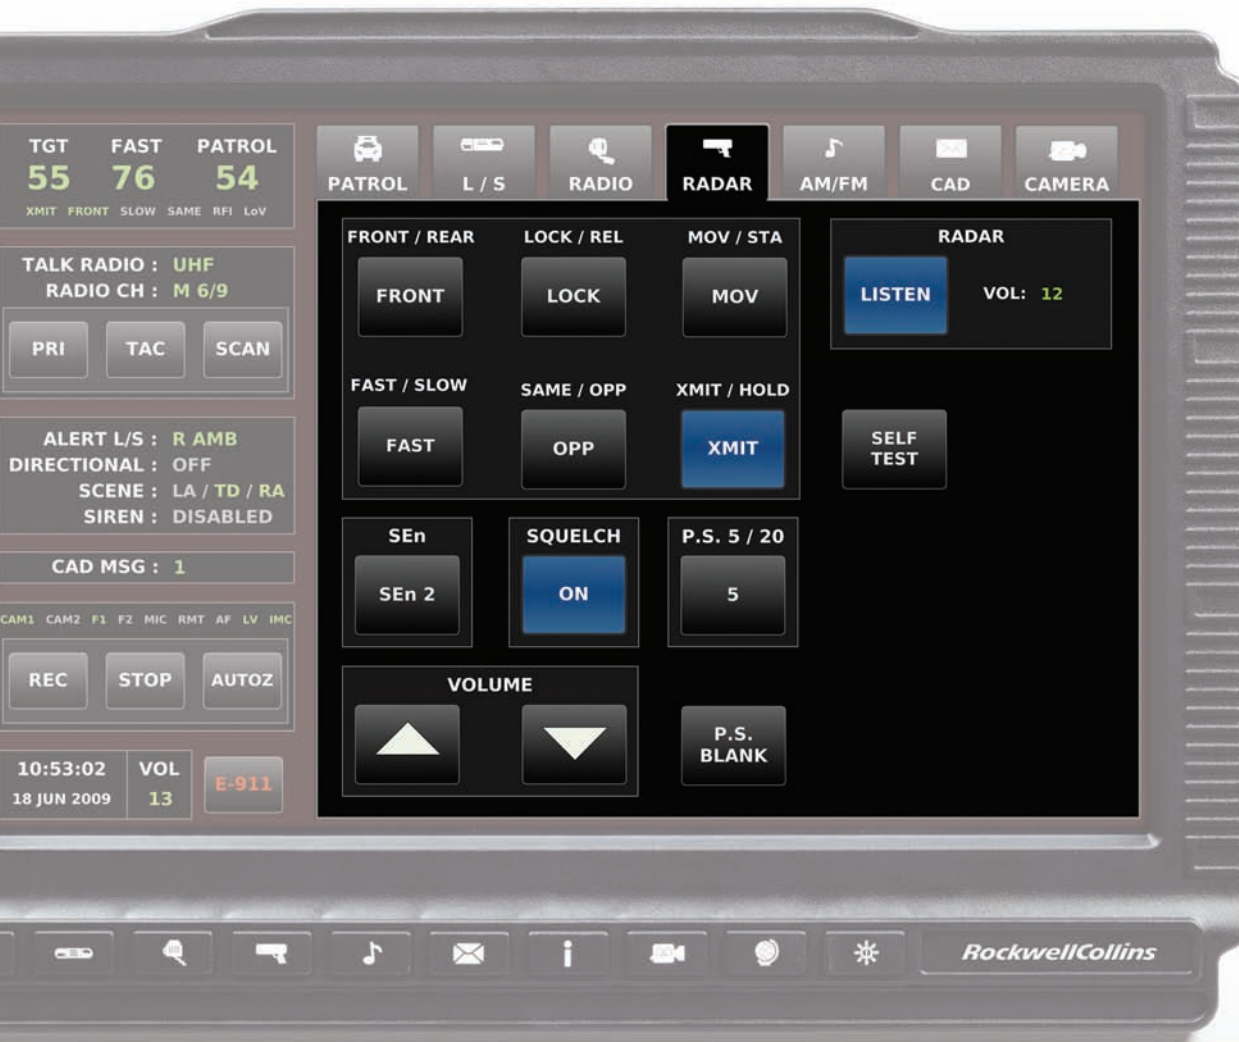 TGT FAST PATROL
55 76 54
XMIT FRONT SLOW SAME RFI LoV
TALK RADIO : UHF
RADIO CH : M 6/9
PRI TAC SCAN
ALERT L/S : R AMB
DIRECTIONAL : OFF
SCENE : LA / TD / RA
SIREN : DISABLED
CAD MSG : 1
CAM1 CAM2 F1 F2 MIC RMT AF LV IMC
REC STOP AUTOZ
10:53:02
18 JUN 2009
VOL
13
E-911
PATROL L / S RADIO RADAR AM/FM CAD CAMERA
FRONT / REAR LOCK / REL MOV / STA
FRONT LOCK MOV
FAST / SLOW SAME / OPP XMIT / HOLD
FAST OPP XMIT
RADAR
LISTEN VOL: 12
SELF
TEST
SEn SQUELCH P.S. 5 / 20
SEn 2 ON 5
VOLUME
P.S.
BLANK
RockwellCollins